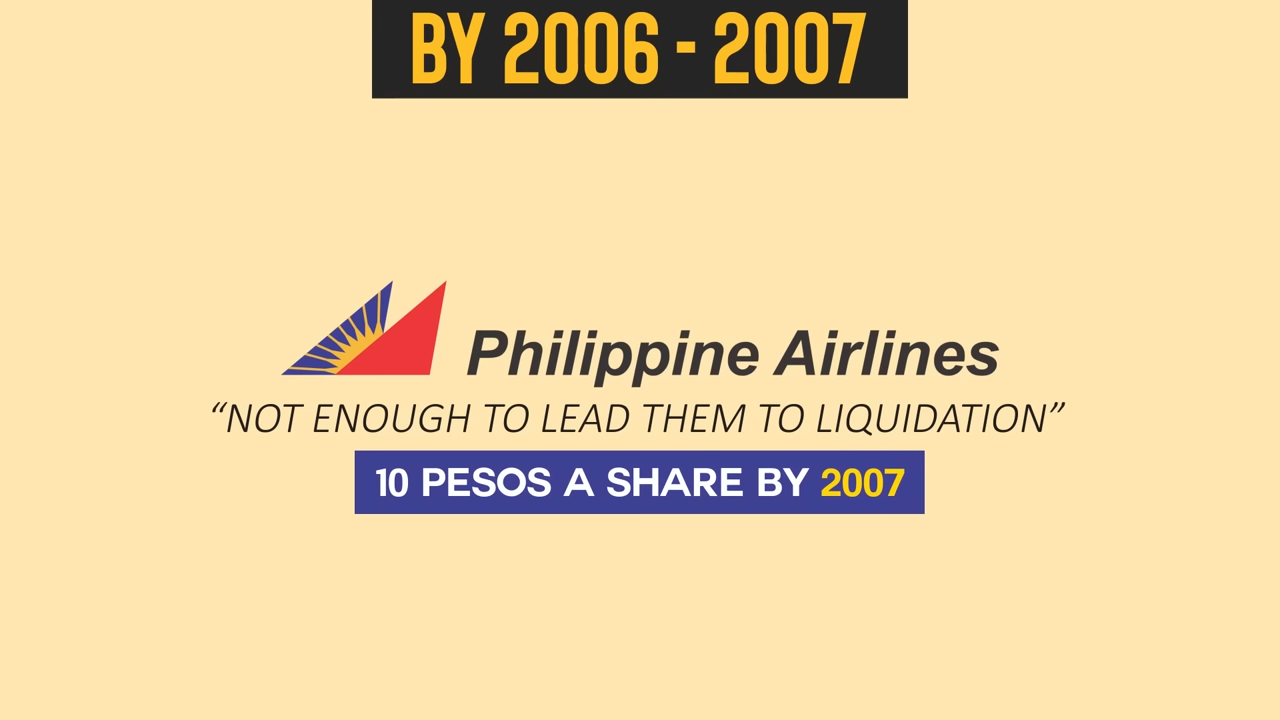 BY 2006 - 2007
Philippine Airlines
“NOT ENOUGH TO LEAD THEM TO LIQUIDATION”
10 PESOS A SHARE BY 2007